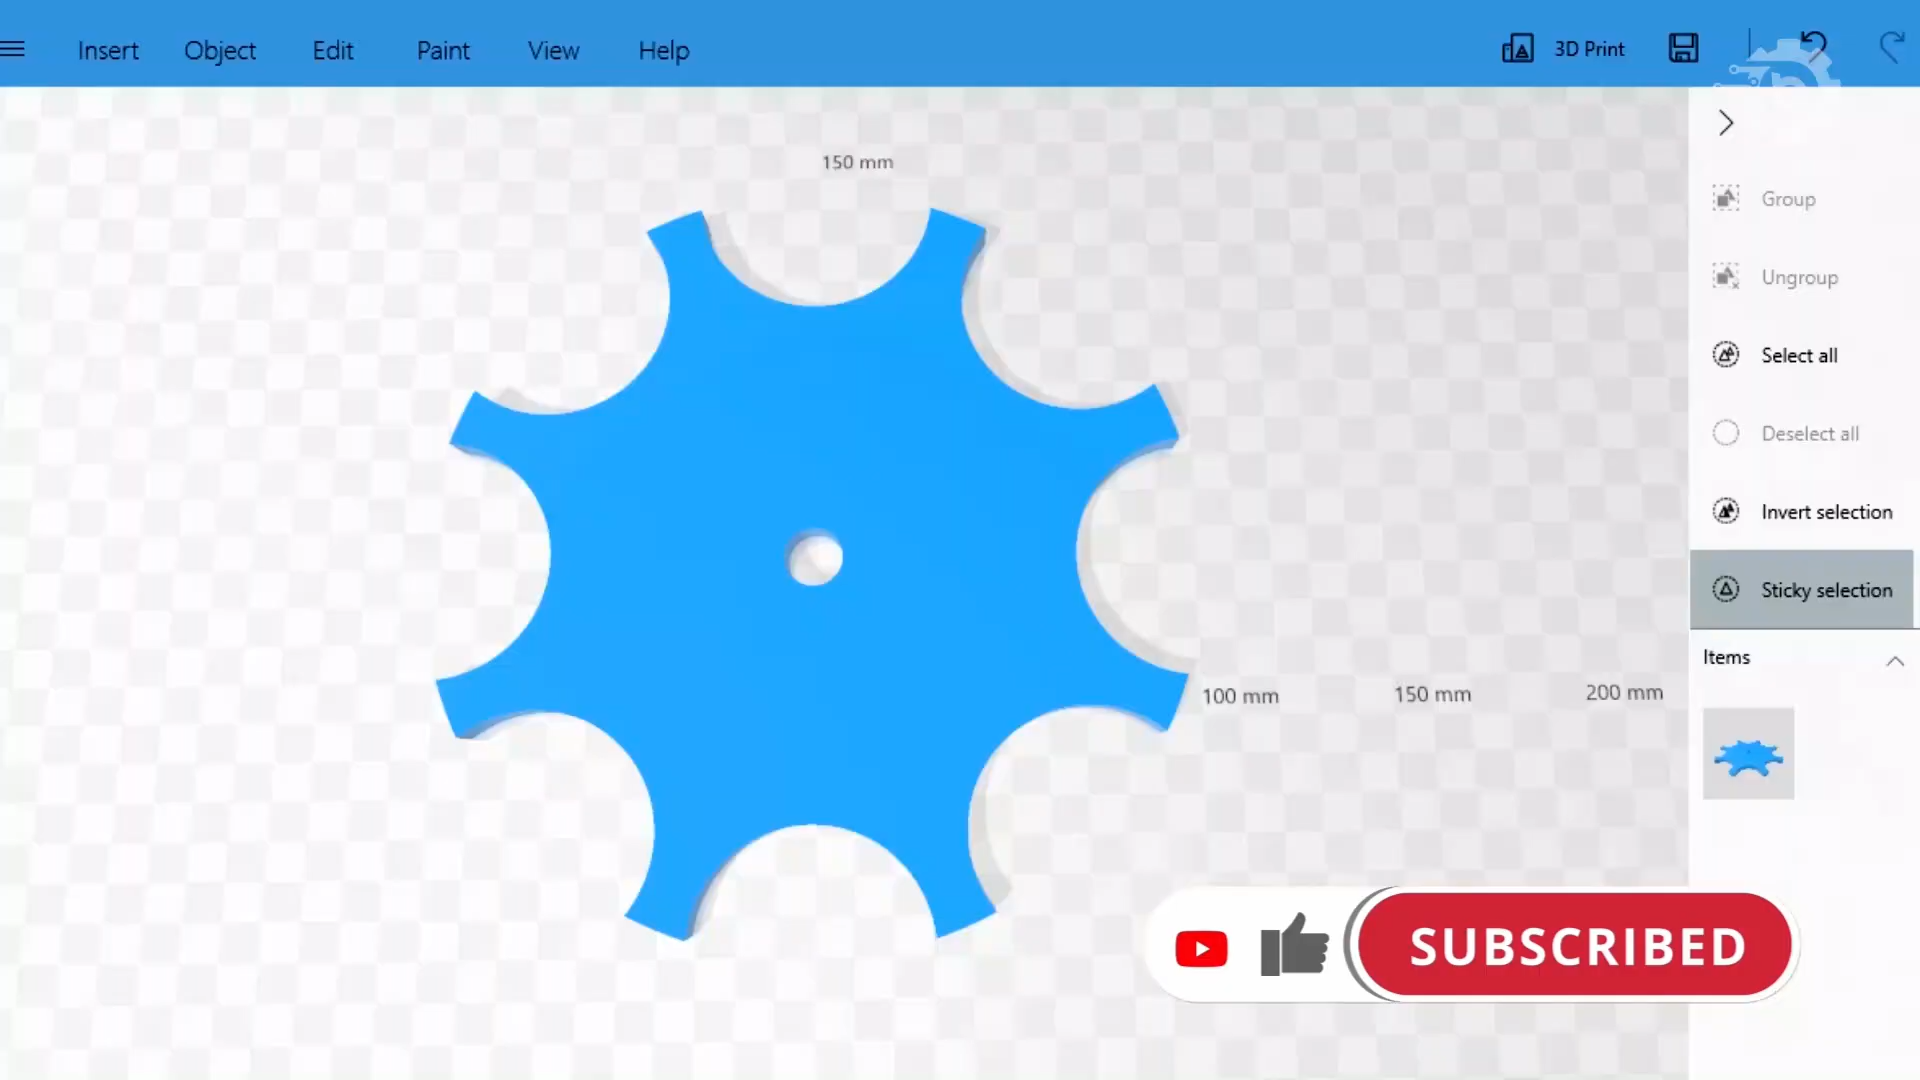 Insert Object Edit Paint View Help 3D Print
150 mm
Group
Ungroup
Select all
Deselect all
Invert selection
Sticky selection
Items
100 mm 150 mm 200 mm
SUBSCRIBED